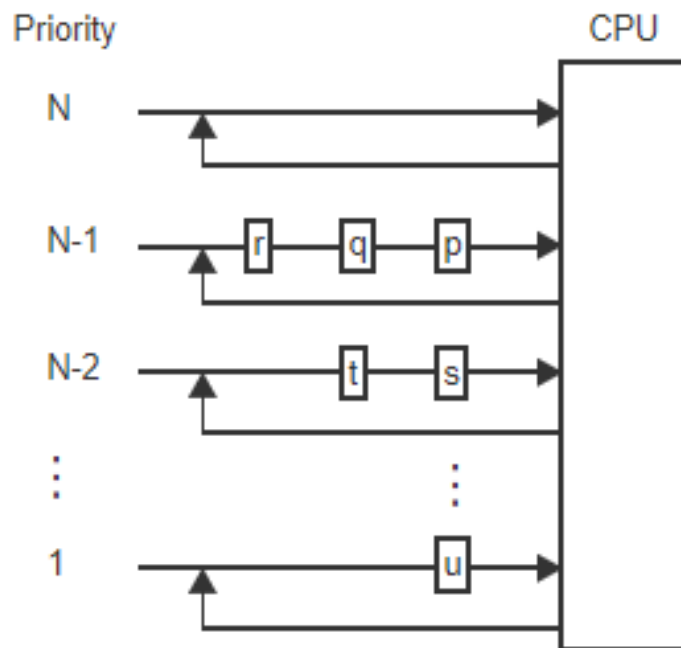 Priority CPU
N
N-1 r q p
N-2 t s
⋮ ⋮
1 u